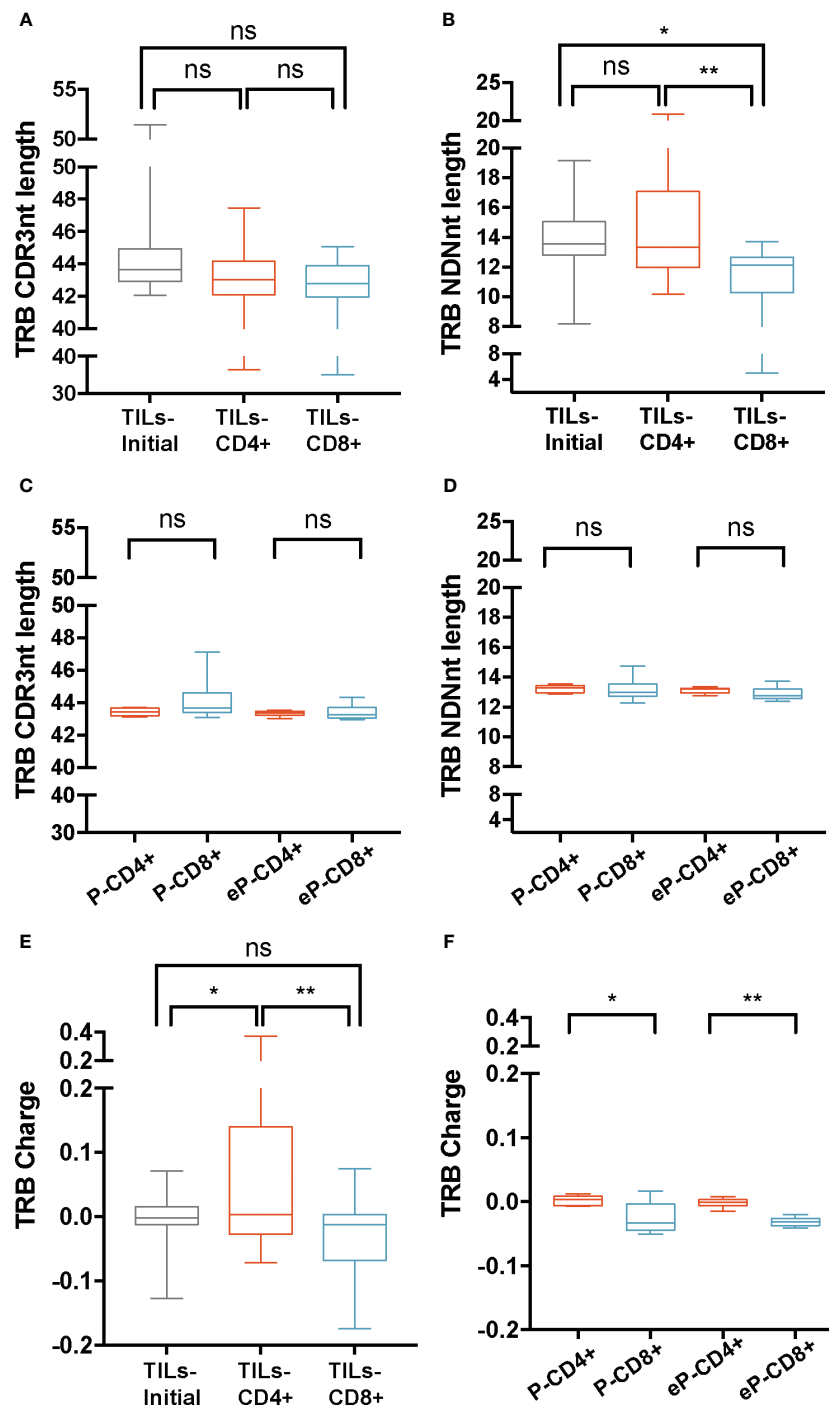 A
ns
ns
ns
TRB CDR3nt length
55
50
50
48
46
44
42
40
40
30
TILs-
Initial
TILs-
CD4+
TILs-
CD8+
B
*
ns
**
TRB NDNnt length
25
20
20
18
16
14
12
10
8
8
4
TILs-
Initial
TILs-
CD4+
TILs-
CD8+
C
ns
ns
TRB CDR3nt length
55
50
50
48
46
44
42
40
40
30
P-CD4+
P-CD8+
eP-CD4+
eP-CD8+
D
ns
ns
TRB NDNnt length
25
20
20
18
16
14
12
10
8
8
4
P-CD4+
P-CD8+
eP-CD4+
eP-CD8+
E
ns
*
**
TRB Charge
0.4
0.2
0.2
0.1
0.0
-0.1
-0.2
TILs-
Initial
TILs-
CD4+
TILs-
CD8+
F
*
**
TRB Charge
0.4
0.2
0.2
0.1
0.0
-0.1
-0.2
P-CD4+
P-CD8+
eP-CD4+
eP-CD8+